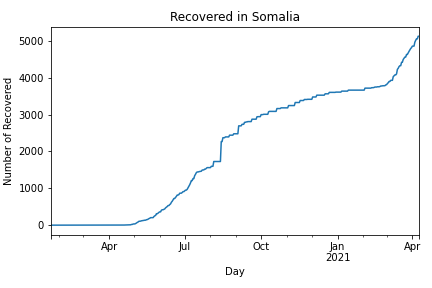 Recovered in Somalia
Number of Recovered
5000
4000
3000
2000
1000
0
Apr
Jul
Oct
Jan
2021
Apr
Day